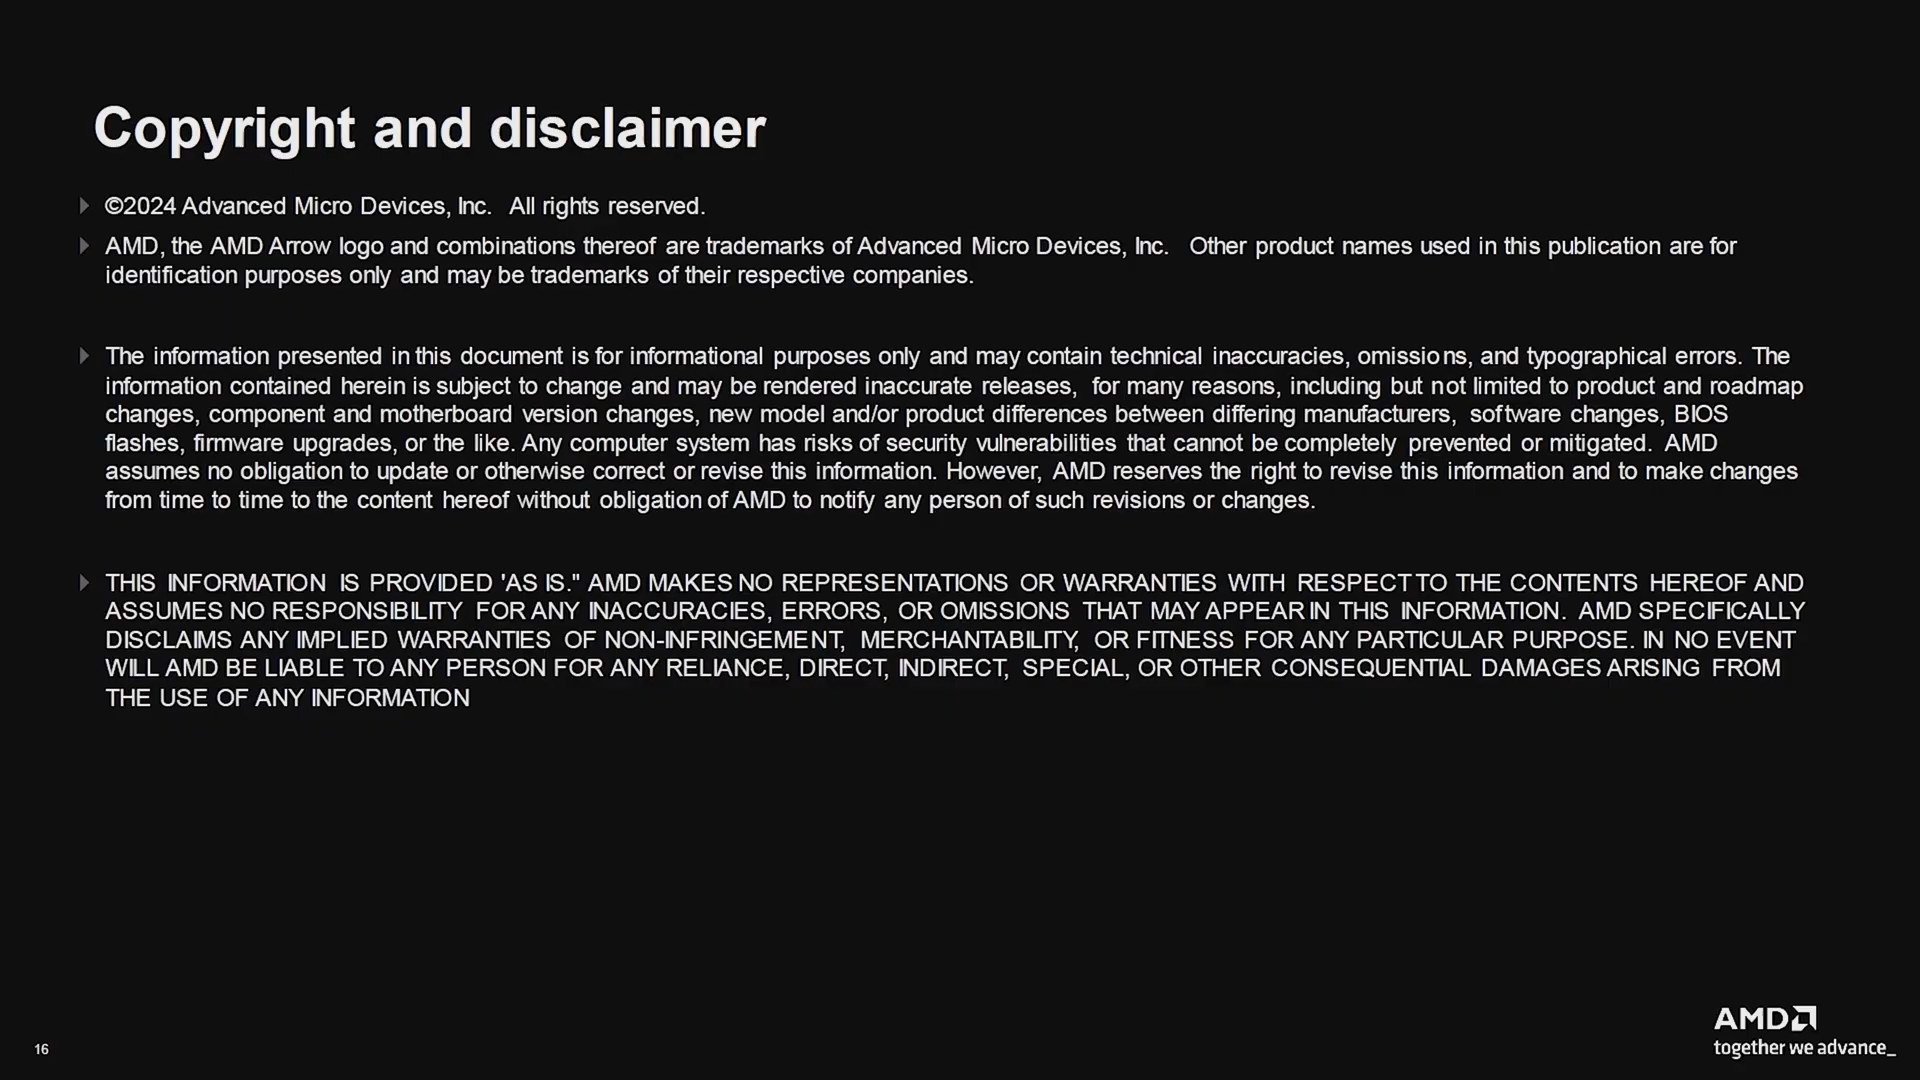 Copyright and disclaimer
©2024 Advanced Micro Devices, Inc. All rights reserved.
AMD, the AMD Arrow logo and combinations thereof are trademarks of Advanced Micro Devices, Inc. Other product names used in this publication are for
identification purposes only and may be trademarks of their respective companies.
The information presented in this document is for informational purposes only and may contain technical inaccuracies, omissions, and typographical errors. The
information contained herein is subject to change and may be rendered inaccurate releases, for many reasons, including but not limited to product and roadmap
changes, component and motherboard version changes, new model and/or product differences between differing manufacturers, software changes, BIOS
flashes, firmware upgrades, or the like. Any computer system has risks of security vulnerabilities that cannot be completely prevented or mitigated. AMD
assumes no obligation to update or otherwise correct or revise this information. However, AMD reserves the right to revise this information and to make changes
from time to time to the content hereof without obligation of AMD to notify any person of such revisions or changes.
THIS INFORMATION IS PROVIDED 'AS IS." AMD MAKES NO REPRESENTATIONS OR WARRANTIES WITH RESPECT TO THE CONTENTS HEREOF AND
ASSUMES NO RESPONSIBILITY FOR ANY INACCURACIES, ERRORS, OR OMISSIONS THAT MAY APPEAR IN THIS INFORMATION. AMD SPECIFICALLY
DISCLAIMS ANY IMPLIED WARRANTIES OF NON-INFRINGEMENT, MERCHANTABILITY, OR FITNESS FOR ANY PARTICULAR PURPOSE. IN NO EVENT
WILL AMD BE LIABLE TO ANY PERSON FOR ANY RELIANCE, DIRECT, INDIRECT, SPECIAL, OR OTHER CONSEQUENTIAL DAMAGES ARISING FROM
THE USE OF ANY INFORMATION
AMD
together we advance_
16